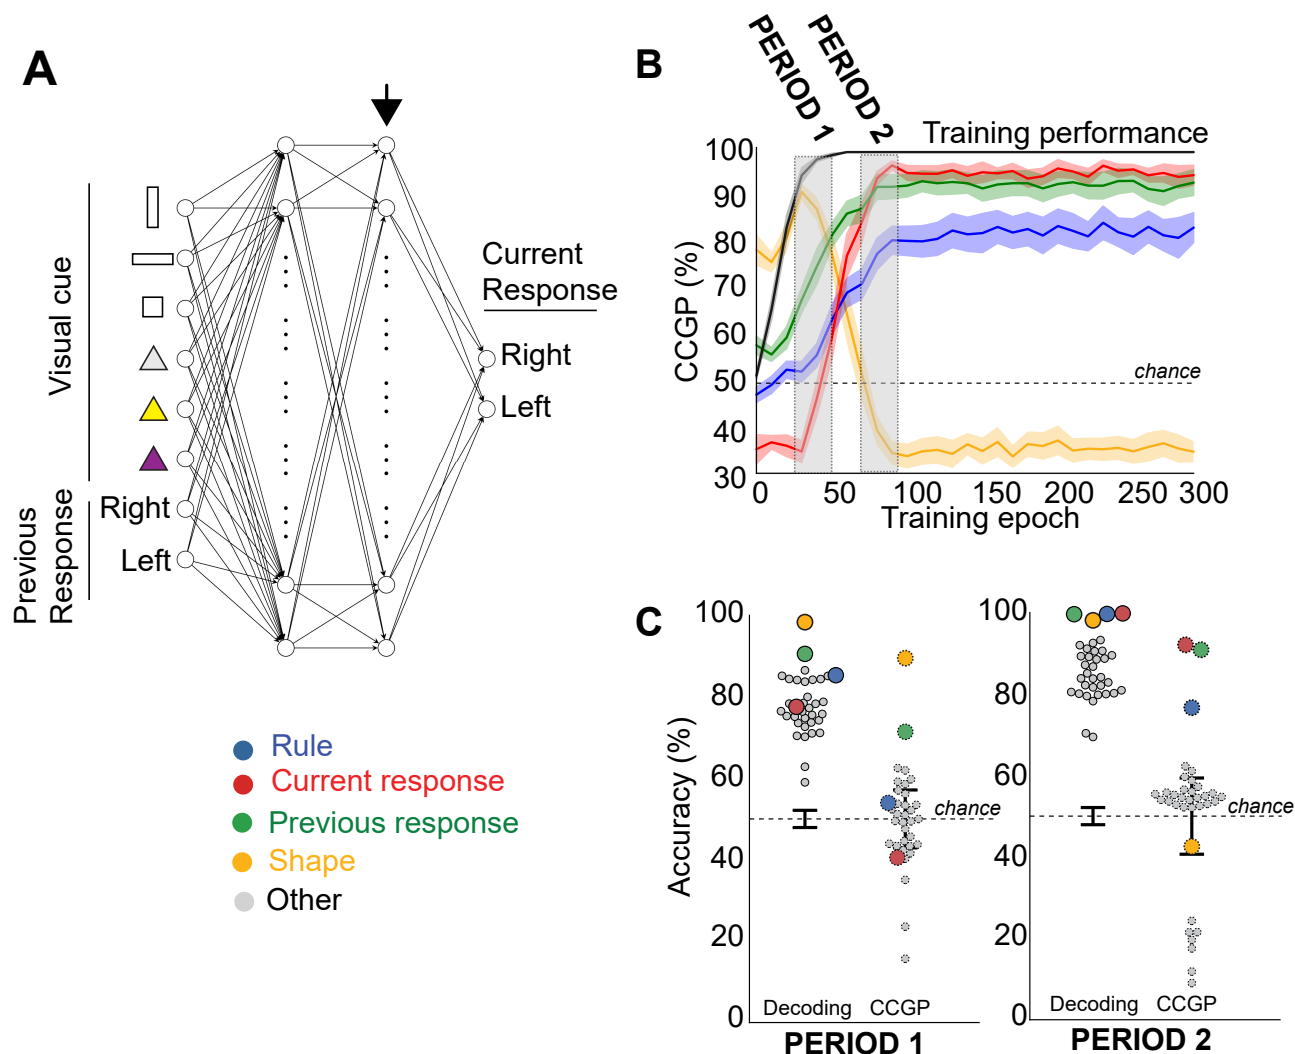 A
Visual cue
Previous
Response
Right
Left
Current
Response
Right
Left
Rule
Current response
Previous response
Shape
Other
B
PERIOD 1
PERIOD 2
Training performance
CCGP (%)
100
90
80
70
60
50
40
30
chance
0 50 100 150 200 250 300
Training epoch
C
Accuracy (%)
100
80
60
40
20
0
chance
Decoding CCGP
PERIOD 1
100
80
60
40
20
0
chance
Decoding CCGP
PERIOD 2